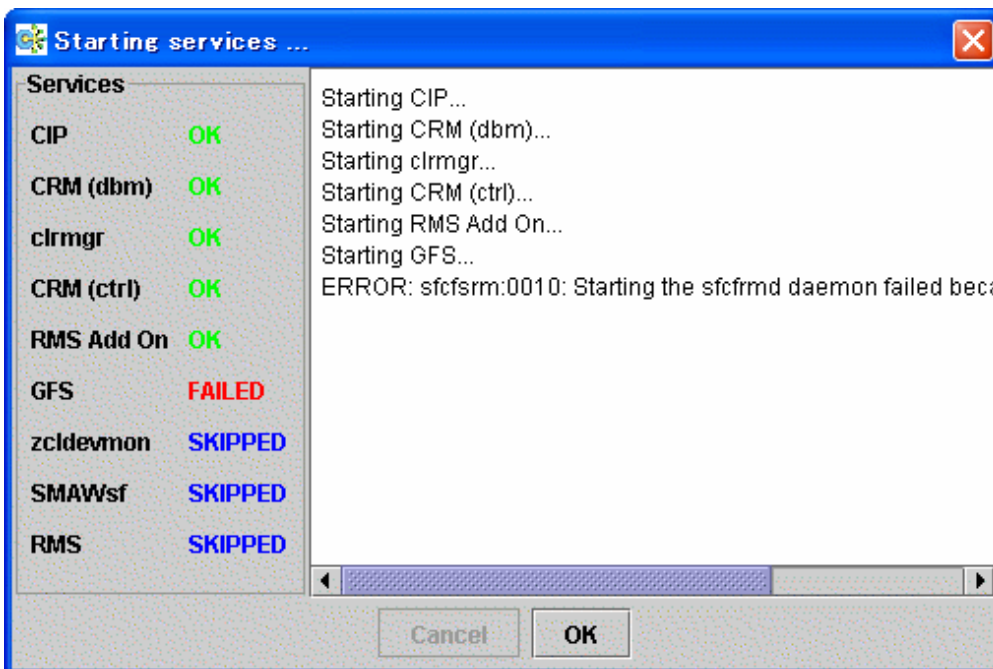 Starting services ...
Services
CIP OK
CRM (dbm) OK
clrmgr OK
CRM (ctrl) OK
RMS Add On OK
GFS FAILED
zcldevmon SKIPPED
SMAWsf SKIPPED
RMS SKIPPED
Starting CIP...
Starting CRM (dbm)...
Starting clrmgr...
Starting CRM (ctrl)...
Starting RMS Add On...
Starting GFS...
ERROR: sfcfsrm:0010: Starting the sfcfrmd daemon failed beca
Cancel OK